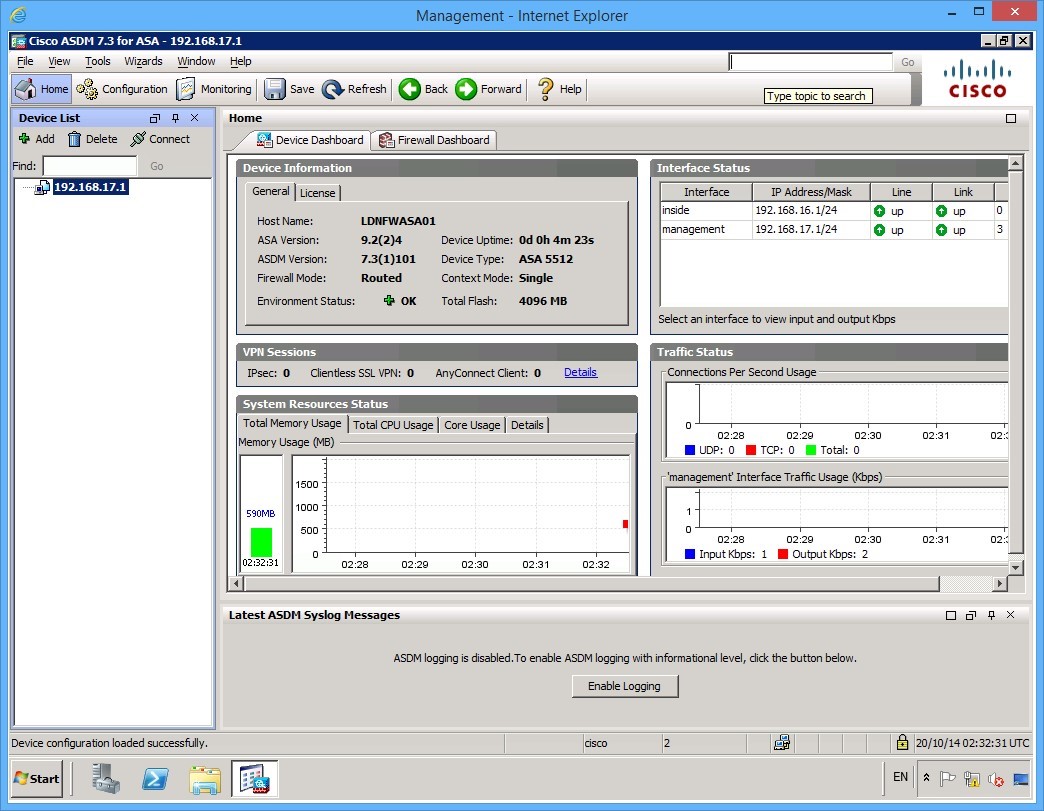 Management - Internet Explorer
Cisco ASDM 7.3 for ASA - 192.168.17.1
File View Tools Wizards Window Help
Go
Home Configuration Monitoring Save Refresh Back Forward Help
Type topic to search
CISCO
Device List
Add Delete Connect
Find: Go
192.168.17.1
Home
Device Dashboard Firewall Dashboard
Device Information
General License
Host Name: LDNFWASA01
ASA Version: 9.2(2)4 Device Uptime: 0d 0h 4m 23s
ASDM Version: 7.3(1)101 Device Type: ASA 5512
Firewall Mode: Routed Context Mode: Single
Environment Status: OK Total Flash: 4096 MB
Interface Status
Interface IP Address/Mask Line Link
inside 192.168.16.1/24 up up 0
management 192.168.17.1/24 up up 3
Select an interface to view input and output Kbps
VPN Sessions
IPsec: 0 Clientless SSL VPN: 0 AnyConnect Client: 0 Details
System Resources Status
Total Memory Usage Total CPU Usage Core Usage Details
Memory Usage (MB)
590MB
02:32:31
1500
1000
500
0
02:28 02:29 02:30 02:31 02:32
Traffic Status
Connections Per Second Usage
0
02:28 02:29 02:30 02:31 02:
UDP: 0 TCP: 0 Total: 0
'management' Interface Traffic Usage (Kbps)
1
0
02:28 02:29 02:30 02:31 02:
Input Kbps: 1 Output Kbps: 2
Latest ASDM Syslog Messages
ASDM logging is disabled.To enable ASDM logging with informational level, click the button below.
Enable Logging
Device configuration loaded successfully. cisco 2 20/10/14 02:32:31 UTC
Start EN